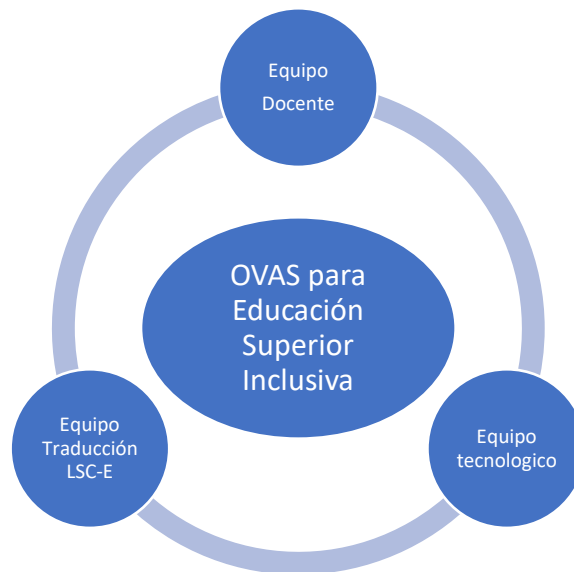 Equipo
Docente
OVAS para
Educación
Superior
Inclusiva
Equipo
Traducción
LSC-E
Equipo
tecnologico